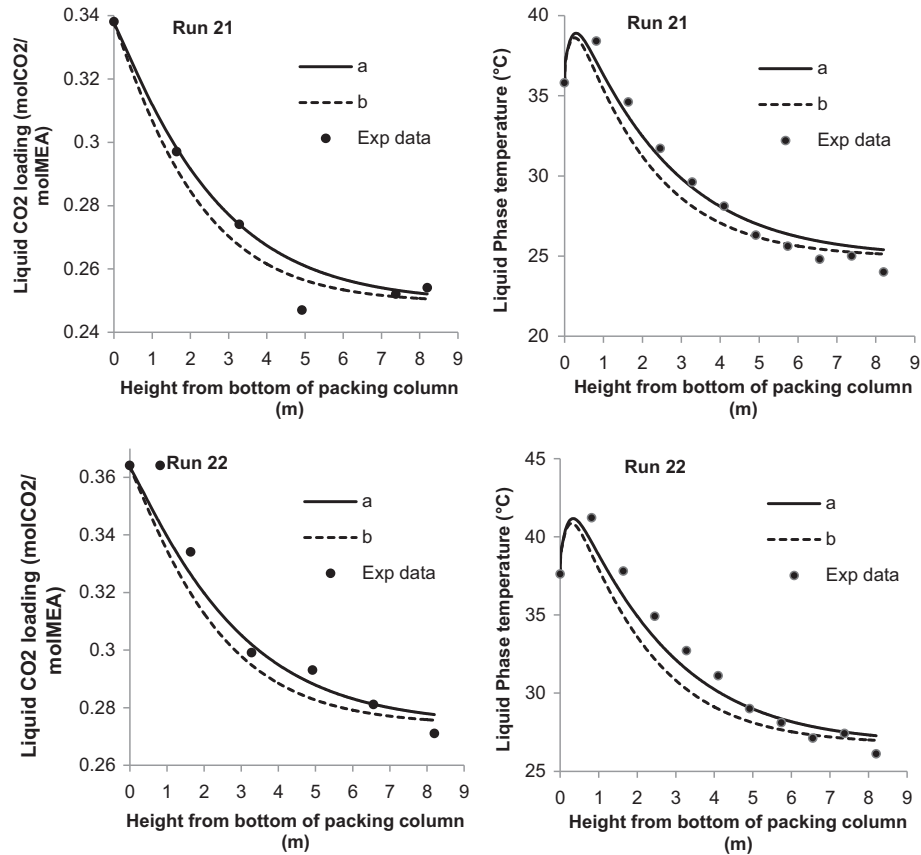 Run 21
Liquid CO2 loading (molCO2/
molMEA)
0.34
0.32
0.3
0.28
0.26
0.24
a
b
Exp data
0 1 2 3 4 5 6 7 8 9
Height from bottom of packing column
(m)
Run 21
Liquid Phase temperature (°C)
40
35
30
25
20
a
b
Exp data
0 1 2 3 4 5 6 7 8 9
Height from bottom of packing column
(m)
Run 22
Liquid CO2 loading (molCO2/
molMEA)
0.36
0.34
0.32
0.3
0.28
0.26
a
b
Exp data
0 1 2 3 4 5 6 7 8 9
Height from bottom of packing column
(m)
Run 22
Liquid Phase temperature (°C)
45
40
35
30
25
a
b
Exp data
0 1 2 3 4 5 6 7 8 9
Height from bottom of packing column
(m)